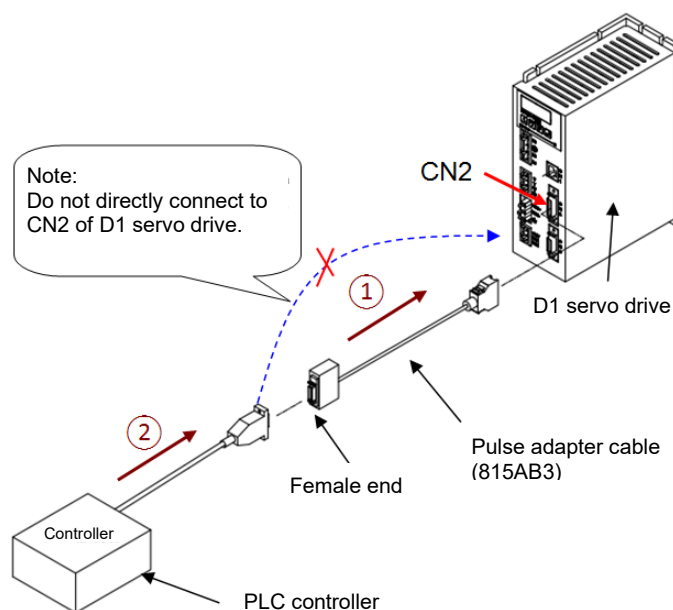 Note:
Do not directly connect to
CN2 of D1 servo drive.
CN2
1
D1 servo drive
2
Pulse adapter cable
(815AB3)
Female end
Controller
PLC controller